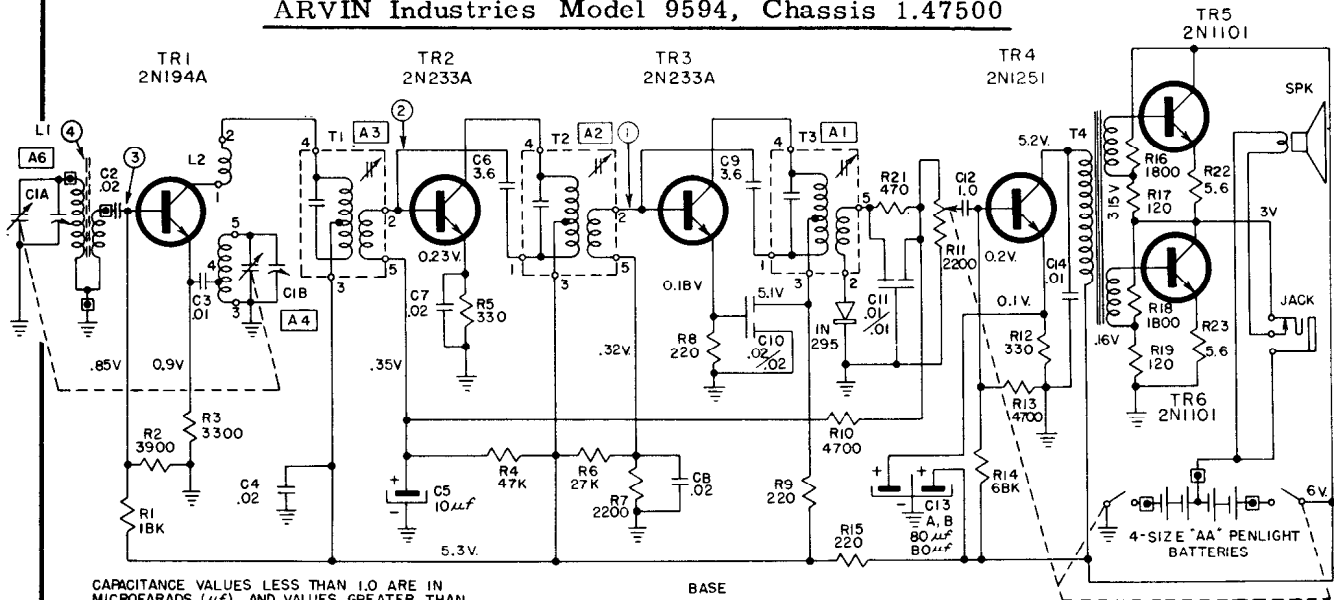 ARVIN Industries Model 9594, Chassis 1.47500
TR1
2N194A
TR2
2N233A
TR3
2N233A
TR4
2N1251
TR5
2N1101
SPK
L1
4
A6
C1A
C2
.02
3
L2
2
1
5
4
3
C3
.01
C1B
A4
4
T1
A3
2
5
3
2
C6
3.6
0.23V.
C7
.02
R5
330
4
T2
A2
1
2
5
3
1
C9
3.6
0.18V
R8
220
5.1V
C10
.02/.02
4
T3
A1
1
5
2
3
R21
470
C11
.01/.01
IN
295
R11
2200
C12
1.0
5.2V.
T4
0.2V.
C14
.01
0.1V.
R12
330
R13
4700
R16
1800
R17
120
3.15V
R22
5.6
3V
R18
1800
.16V
R19
120
R23
5.6
TR6
2N1101
JACK
.85V
0.9V.
R2
3900
R3
3300
R1
18K
C4
.02
.35V
C5
10μf
+
-
R4
47K
R6
27K
.32V.
R7
2200
C8
.02
R10
4700
R9
220
R15
220
+
+
-
C13
A, B
80μf
80μf
R14
68K
5.3V.
6V.
4-SIZE "AA" PENLIGHT
BATTERIES
CAPACITANCE VALUES LESS THAN 1.0 ARE IN
MICROFARADS (μf), AND VALUES GREATER THAN
BASE